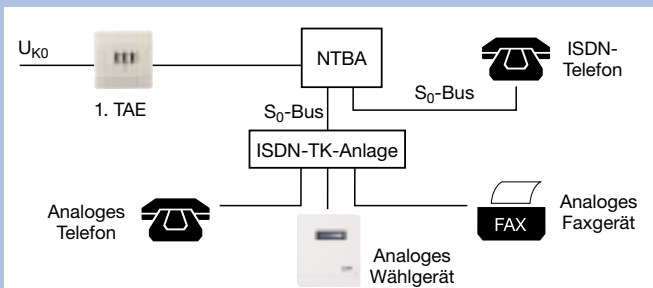 U_K0
1. TAE
NTBA
S₀-Bus
S₀-Bus
ISDN-
Telefon
ISDN-TK-Anlage
Analoges
Telefon
Analoges
Wählgerät
FAX
Analoges
Faxgerät